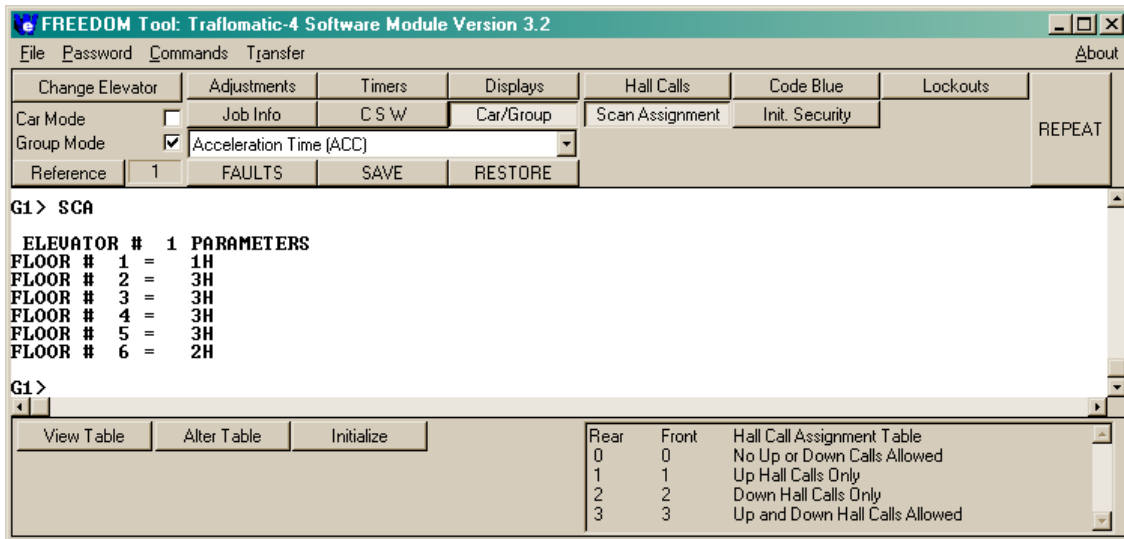 FREEDOM Tool: Traflomatic-4 Software Module Version 3.2
File Password Commands Transfer About
Change Elevator Adjustments Timers Displays Hall Calls Code Blue Lockouts
Car Mode Job Info C S W Car/Group Scan Assignment Init. Security REPEAT
Group Mode Acceleration Time (ACC)
Reference 1 FAULTS SAVE RESTORE
G1> SCA
ELEVATOR # 1 PARAMETERS
FLOOR # 1 = 1H
FLOOR # 2 = 3H
FLOOR # 3 = 3H
FLOOR # 4 = 3H
FLOOR # 5 = 3H
FLOOR # 6 = 2H
G1>
View Table Alter Table Initialize
Rear Front Hall Call Assignment Table
0 0 No Up or Down Calls Allowed
1 1 Up Hall Calls Only
2 2 Down Hall Calls Only
3 3 Up and Down Hall Calls Allowed